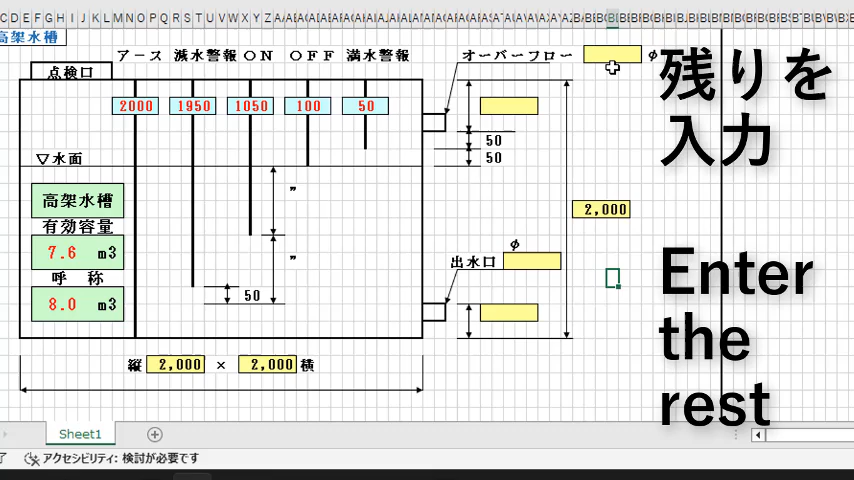 高架水槽
アース 減水警報 ON OFF 満水警報
オーバーフロー φ
点検口
2000 1950 1050 100 50
50
▽水面
50
高架水槽
〃
2,000
有効容量
φ
7.6 m3
〃
出水口
呼 称
50
8.0 m3
縦 2,000 × 2,000 横
残りを
入力
Enter
the
rest
Sheet1
アクセシビリティ: 検討が必要です